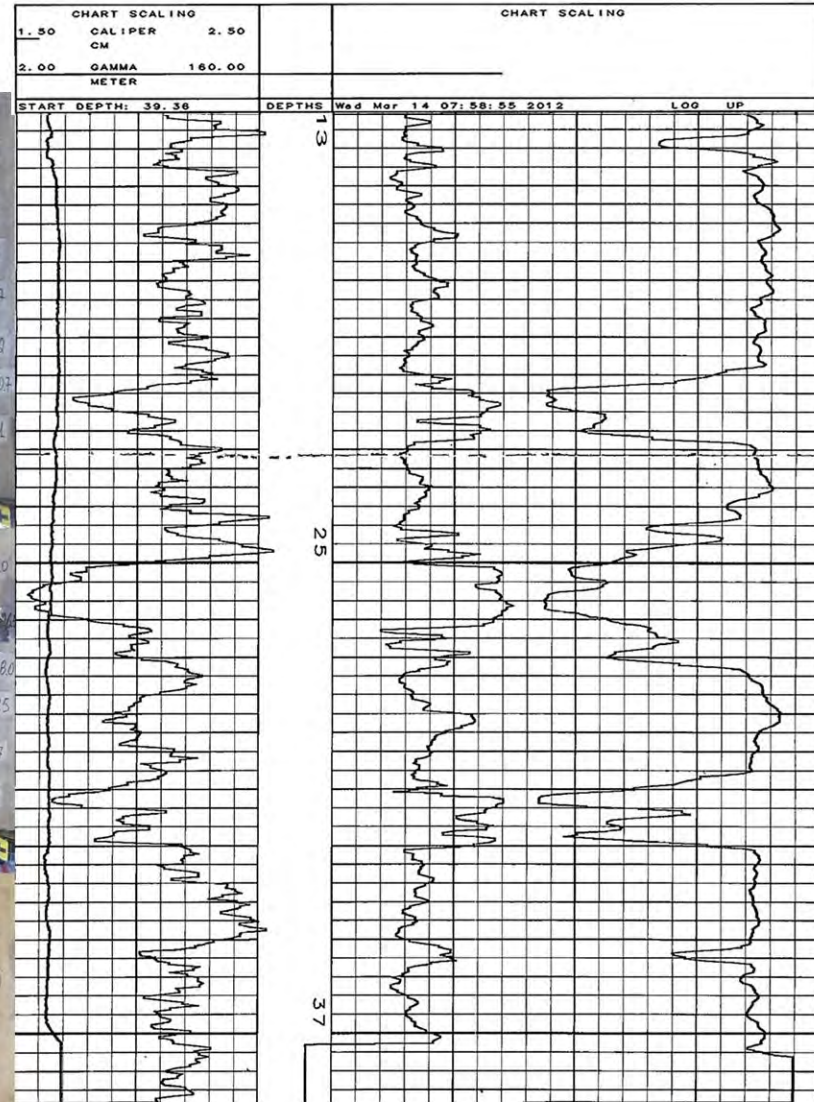 CHART SCALING
1.50 CALIPER 2.50
CM
2.00 GAMMA 160.00
METER
CHART SCALING
START DEPTH: 39.36 DEPTHS Wed Mar 14 07:58:55 2012 LOG UP
13
25
37